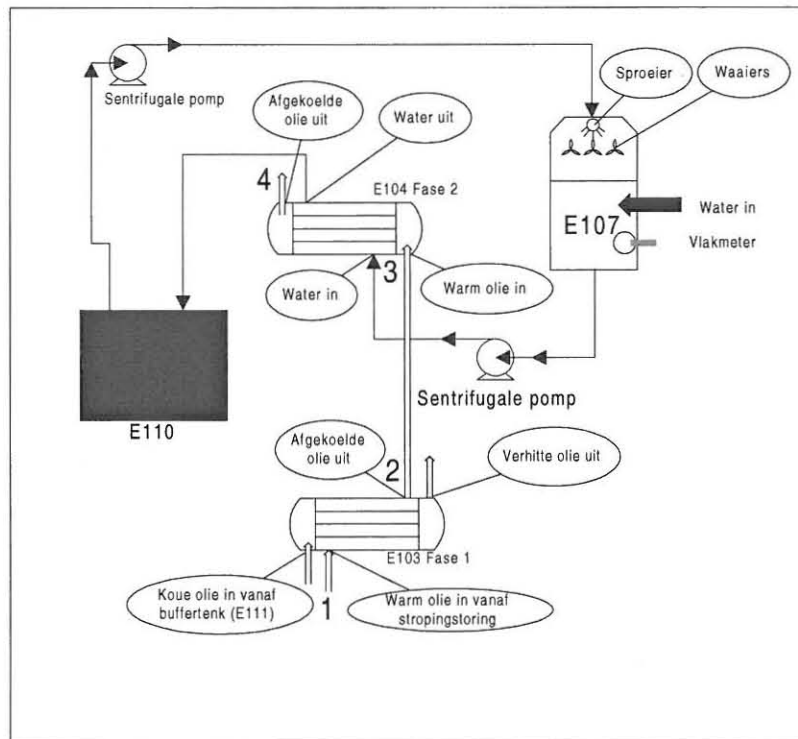 Sentrifugale pomp
Afgekoelde
olie uit
Water uit
Sproeier
Waaiers
4
E104 Fase 2
E107
Water in
Vlakmeter
3
Water in
Warm olie in
Sentrifugale pomp
E110
Afgekoelde
olie uit
2
Verhitte olie uit
E103 Fase 1
Koue olie in vanaf
buffertenk (E111)
1
Warm olie in vanaf
stropingstoring